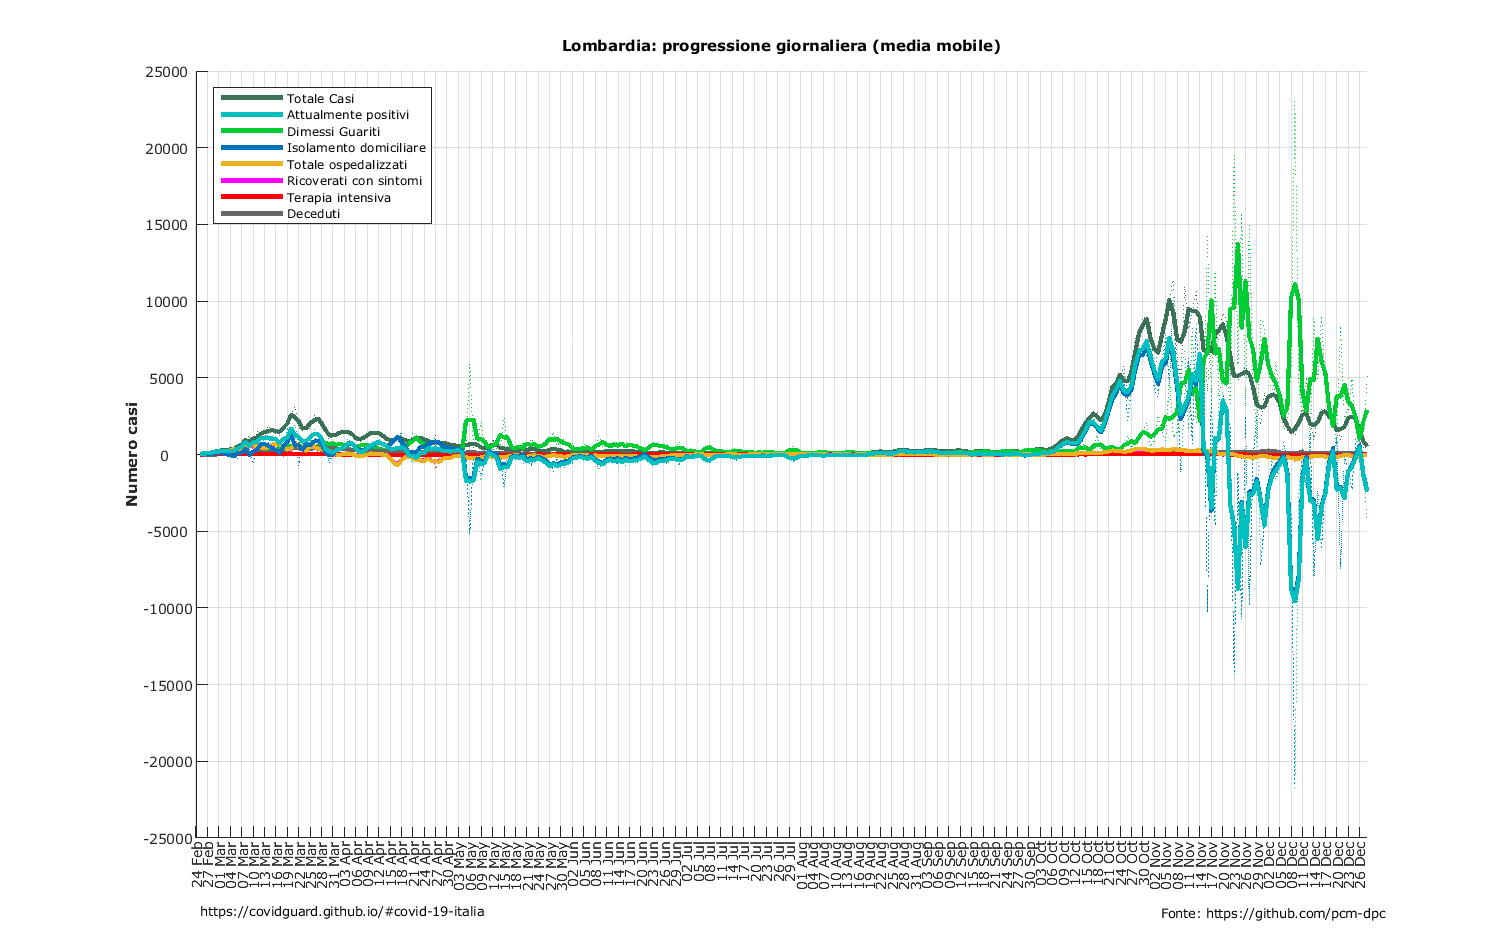 Lombardia: progressione giornaliera (media mobile)
25000
20000
15000
10000
5000
0
-5000
-10000
-15000
-20000
-25000
Numero casi
Totale Casi
Attualmente positivi
Dimessi Guariti
Isolamento domiciliare
Totale ospedalizzati
Ricoverati con sintomi
Terapia intensiva
Deceduti
24 Feb
27 Feb
01 Mar
04 Mar
07 Mar
10 Mar
13 Mar
16 Mar
19 Mar
22 Mar
25 Mar
28 Mar
31 Mar
03 Apr
06 Apr
09 Apr
12 Apr
15 Apr
18 Apr
21 Apr
24 Apr
27 Apr
30 Apr
03 May
06 May
09 May
12 May
15 May
18 May
21 May
24 May
27 May
30 May
02 Jun
05 Jun
08 Jun
11 Jun
14 Jun
17 Jun
20 Jun
23 Jun
26 Jun
29 Jun
02 Jul
05 Jul
08 Jul
11 Jul
14 Jul
17 Jul
20 Jul
23 Jul
26 Jul
29 Jul
01 Aug
04 Aug
07 Aug
10 Aug
13 Aug
16 Aug
19 Aug
22 Aug
25 Aug
28 Aug
31 Aug
03 Sep
06 Sep
09 Sep
12 Sep
15 Sep
18 Sep
21 Sep
24 Sep
27 Sep
30 Sep
03 Oct
06 Oct
09 Oct
12 Oct
15 Oct
18 Oct
21 Oct
24 Oct
27 Oct
30 Oct
02 Nov
05 Nov
08 Nov
11 Nov
14 Nov
17 Nov
20 Nov
23 Nov
26 Nov
29 Nov
02 Dec
05 Dec
08 Dec
11 Dec
14 Dec
17 Dec
20 Dec
23 Dec
26 Dec
https://covidguard.github.io/#covid-19-italia
Fonte: https://github.com/pcm-dpc